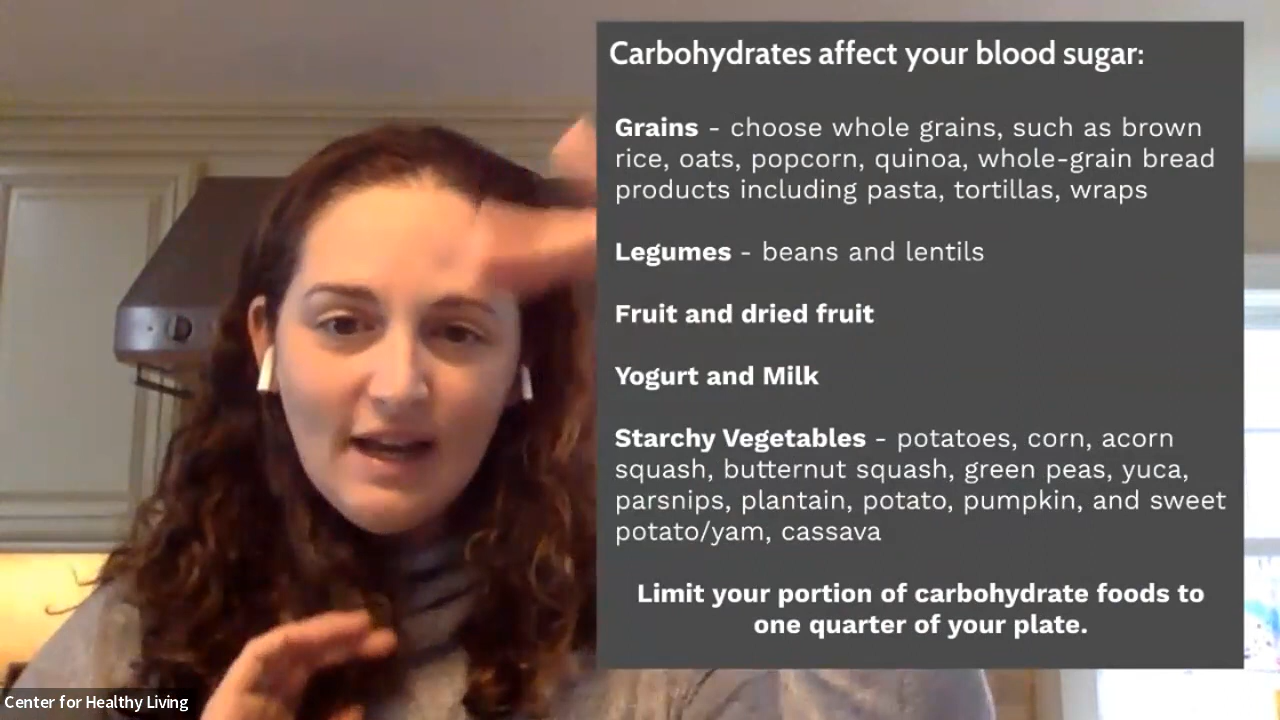 Carbohydrates affect your blood sugar:
Grains - choose whole grains, such as brown
rice, oats, popcorn, quinoa, whole-grain bread
products including pasta, tortillas, wraps
Legumes - beans and lentils
Fruit and dried fruit
Yogurt and Milk
Starchy Vegetables - potatoes, corn, acorn
squash, butternut squash, green peas, yuca,
parsnips, plantain, potato, pumpkin, and sweet
potato/yam, cassava
Limit your portion of carbohydrate foods to
one quarter of your plate.
Center for Healthy Living